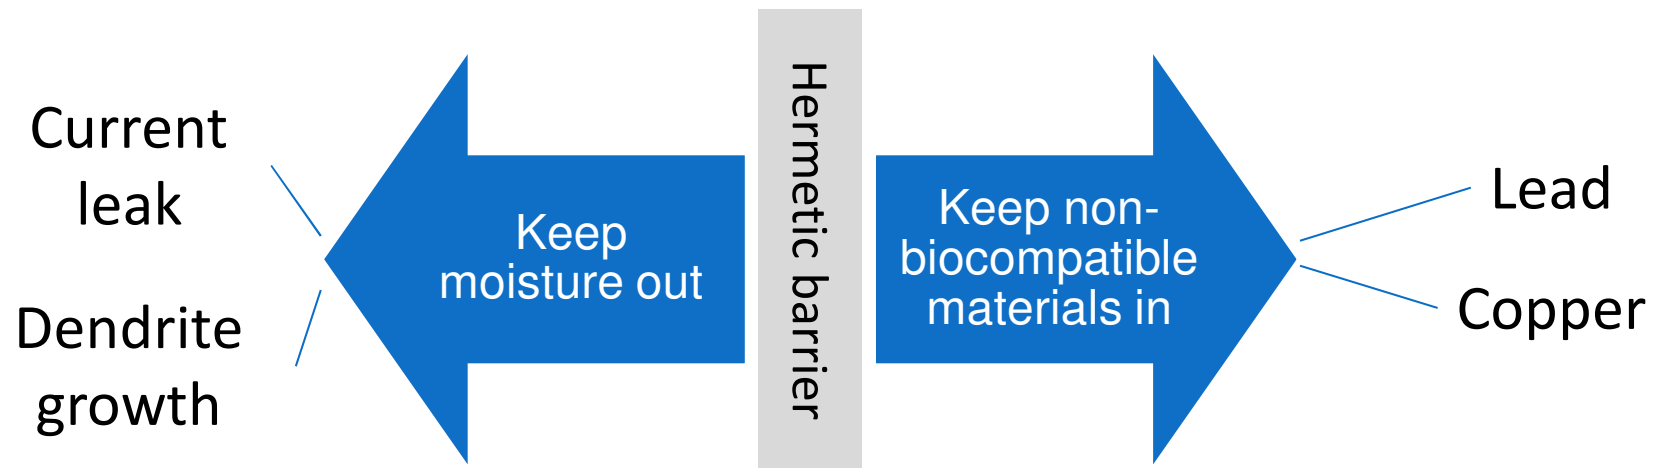 Current
leak
Dendrite
growth
Keep
moisture out
Hermetic barrier
Keep non-
biocompatible
materials in
Lead
Copper